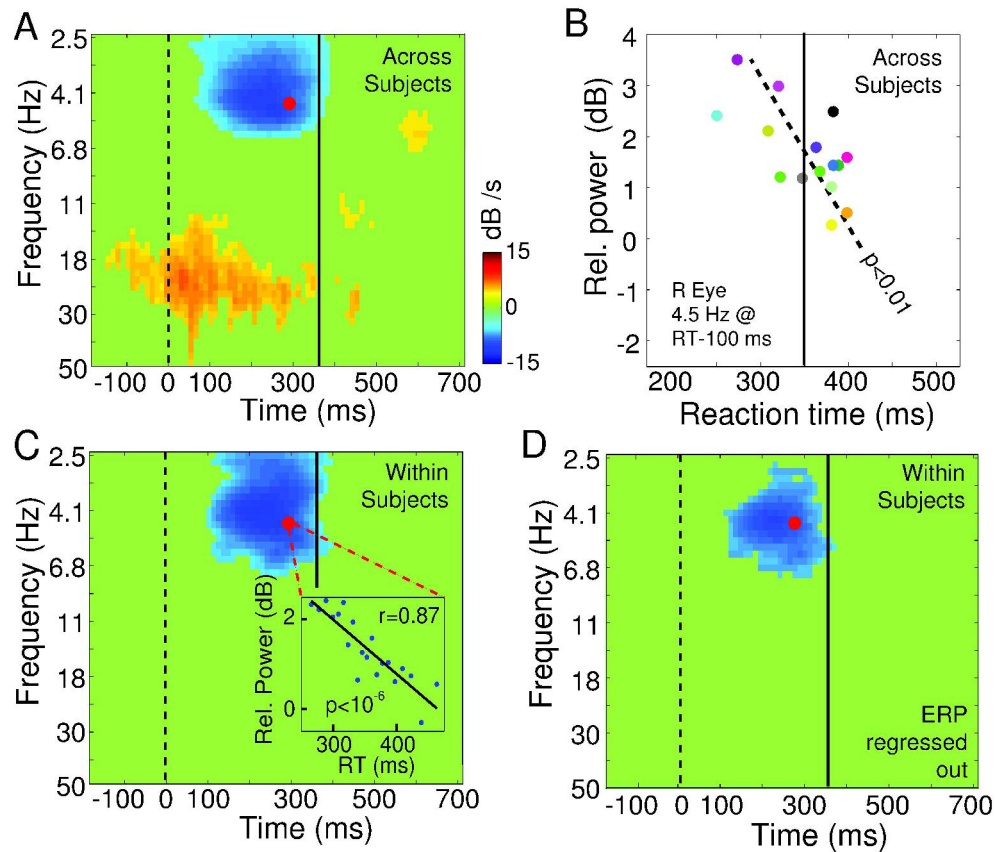 A
Across
Subjects
Frequency (Hz)
2.5
4.1
6.8
11
18
30
50
-100 0 100 300 500 700
Time (ms)
dB /s
15
0
-15
B
Across
Subjects
Rel. power (dB)
4
3
2
1
0
-1
-2
p<0.01
R Eye
4.5 Hz @
RT-100 ms
200 300 400 500
Reaction time (ms)
C
Within
Subjects
Frequency (Hz)
2.5
4.1
6.8
11
18
30
50
-100 0 100 300 500 700
Time (ms)
Rel. Power (dB)
2
0
r=0.87
p<10⁻⁶
300 400
RT (ms)
D
Within
Subjects
Frequency (Hz)
2.5
4.1
6.8
11
18
30
50
ERP
regressed
out
-100 0 100 300 500 700
Time (ms)